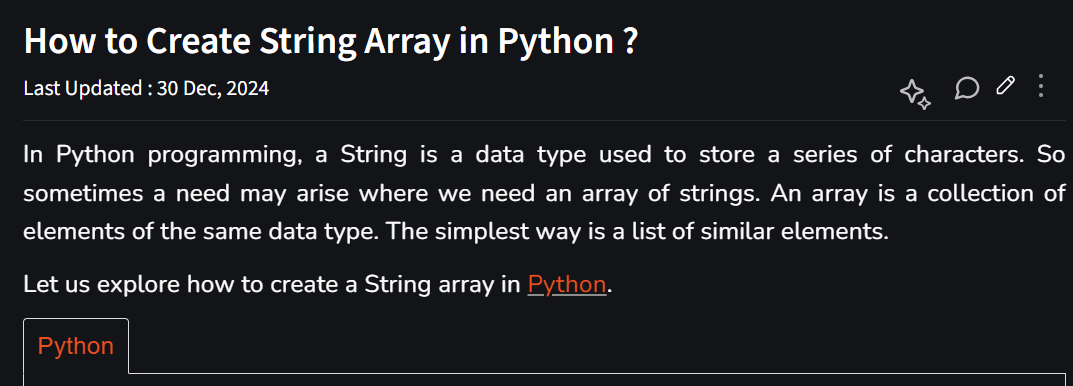 How to Create String Array in Python ?
Last Updated : 30 Dec, 2024
In Python programming, a String is a data type used to store a series of characters. So
sometimes a need may arise where we need an array of strings. An array is a collection of
elements of the same data type. The simplest way is a list of similar elements.
Let us explore how to create a String array in Python.
Python